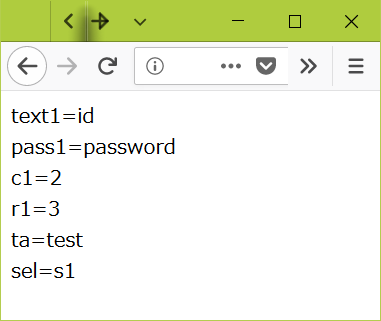 text1=id
pass1=password
c1=2
r1=3
ta=test
sel=s1